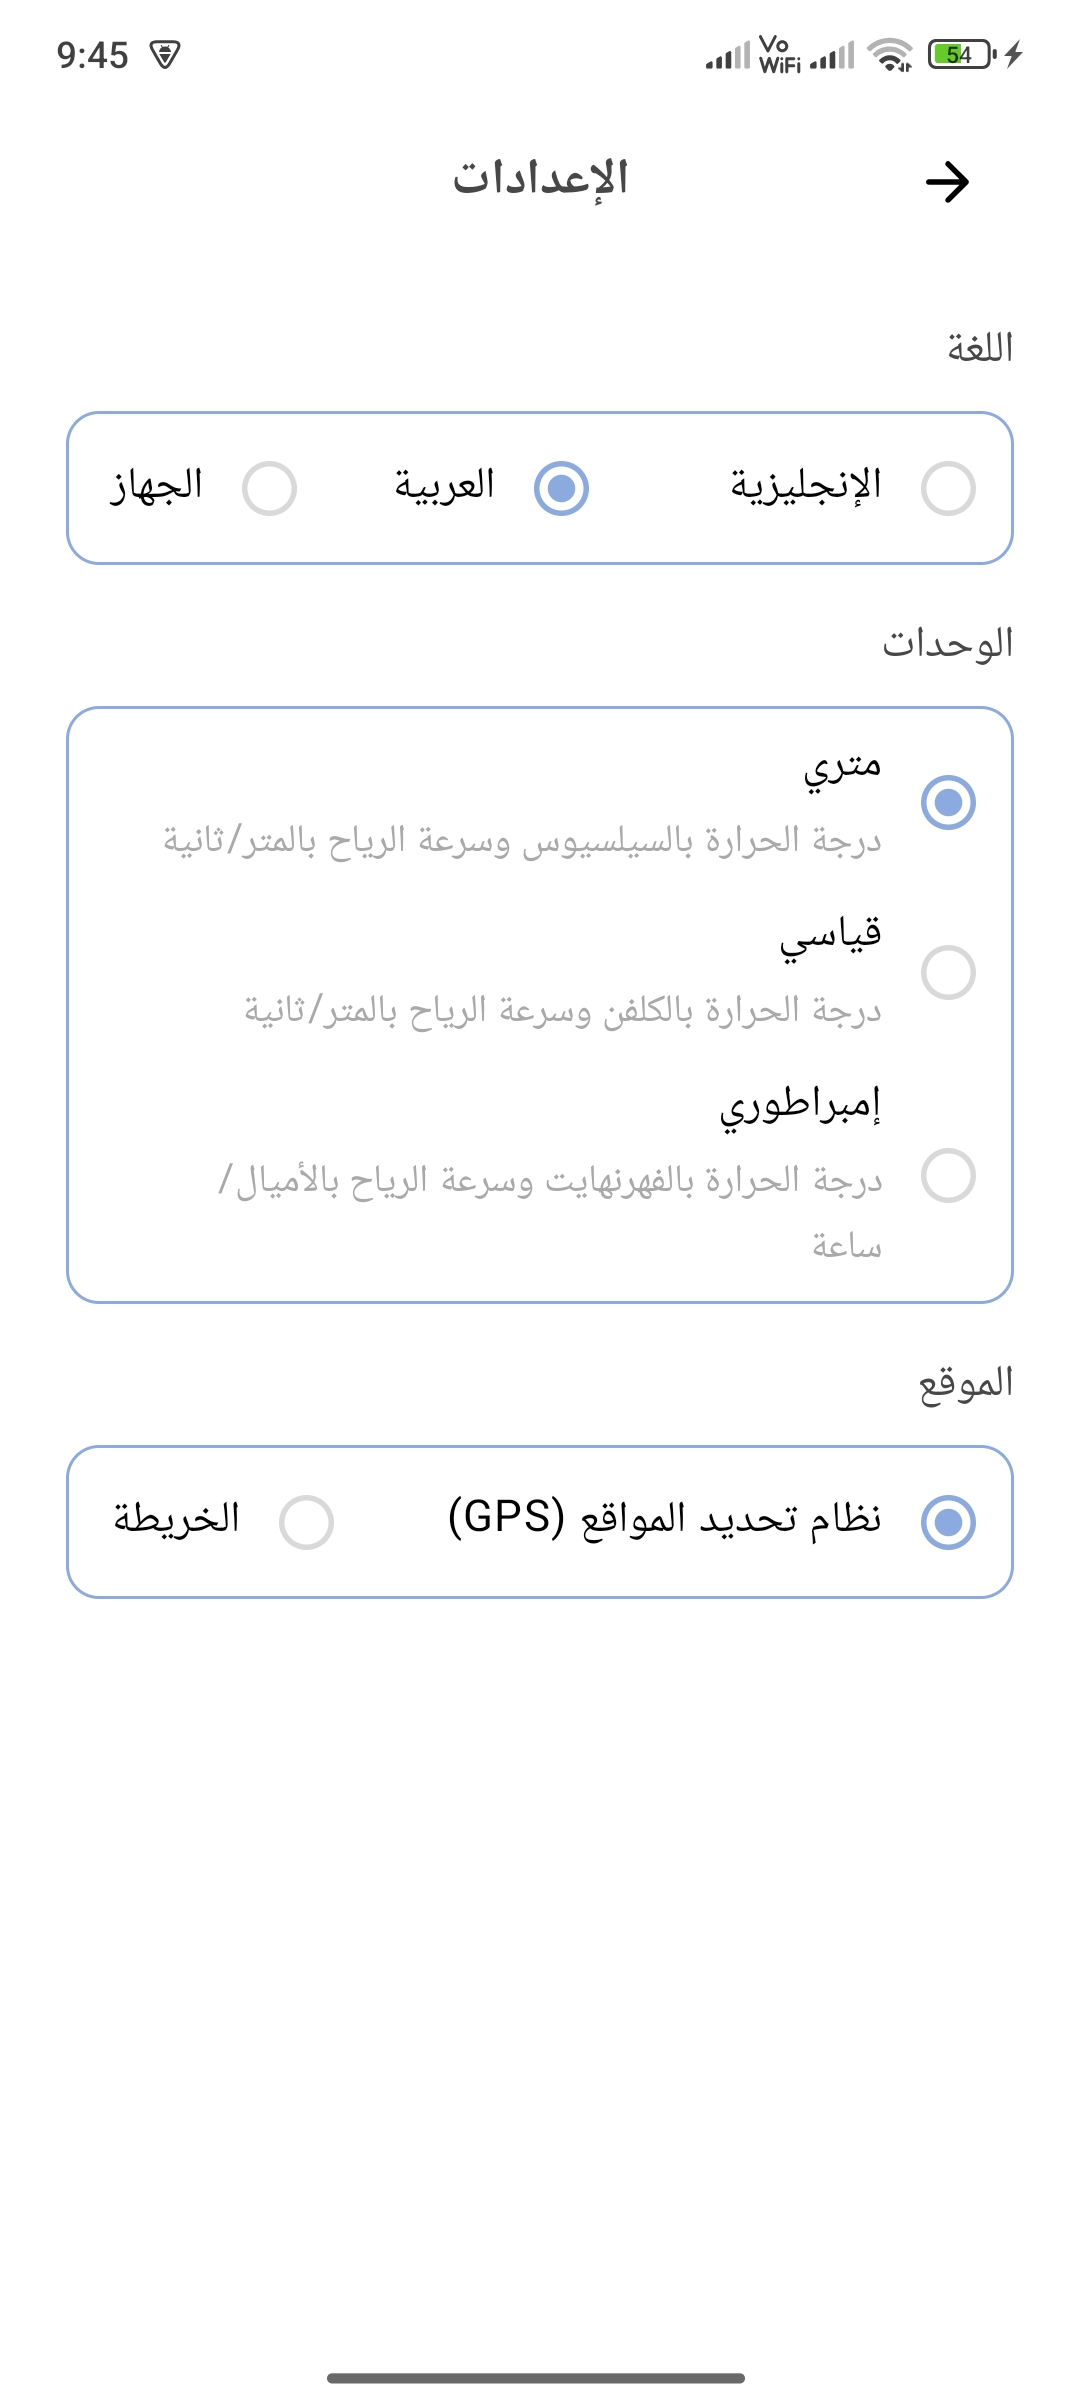 9:45
Vo
WiFi
54
الإعدادات
اللغة
الإنجليزية العربية الجهاز
الوحدات
متري
درجة الحرارة بالسيلسيوس وسرعة الرياح بالمتر/ثانية
قياسي
درجة الحرارة بالكلفن وسرعة الرياح بالمتر/ثانية
إمبراطوري
درجة الحرارة بالفهرنهايت وسرعة الرياح بالأميال/
ساعة
الموقع
نظام تحديد المواقع (GPS) الخريطة